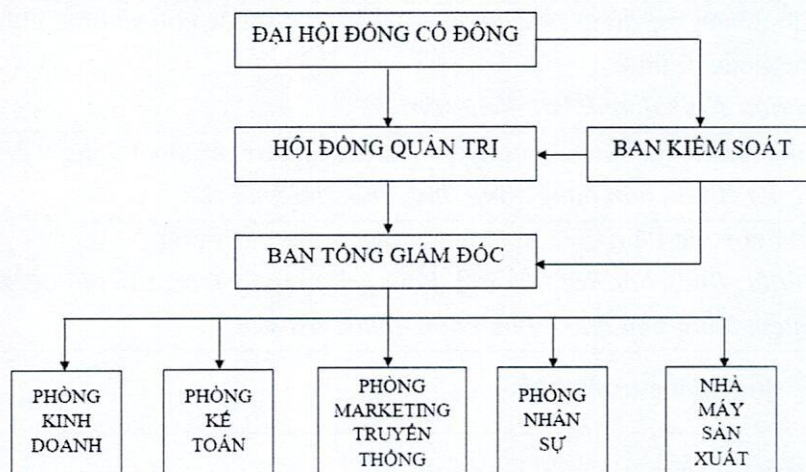 ĐẠI HỘI ĐỒNG CỔ ĐÔNG
HỘI ĐỒNG QUẢN TRỊ
BAN KIỂM SOÁT
BAN TỔNG GIÁM ĐỐC
PHÒNG
KINH
DOANH
PHÒNG
KẾ
TOÁN
PHÒNG
MARKETING
TRUYỀN
THÔNG
PHÒNG
NHÂN
SỰ
NHÀ
MÁY
SẢN
XUẤT